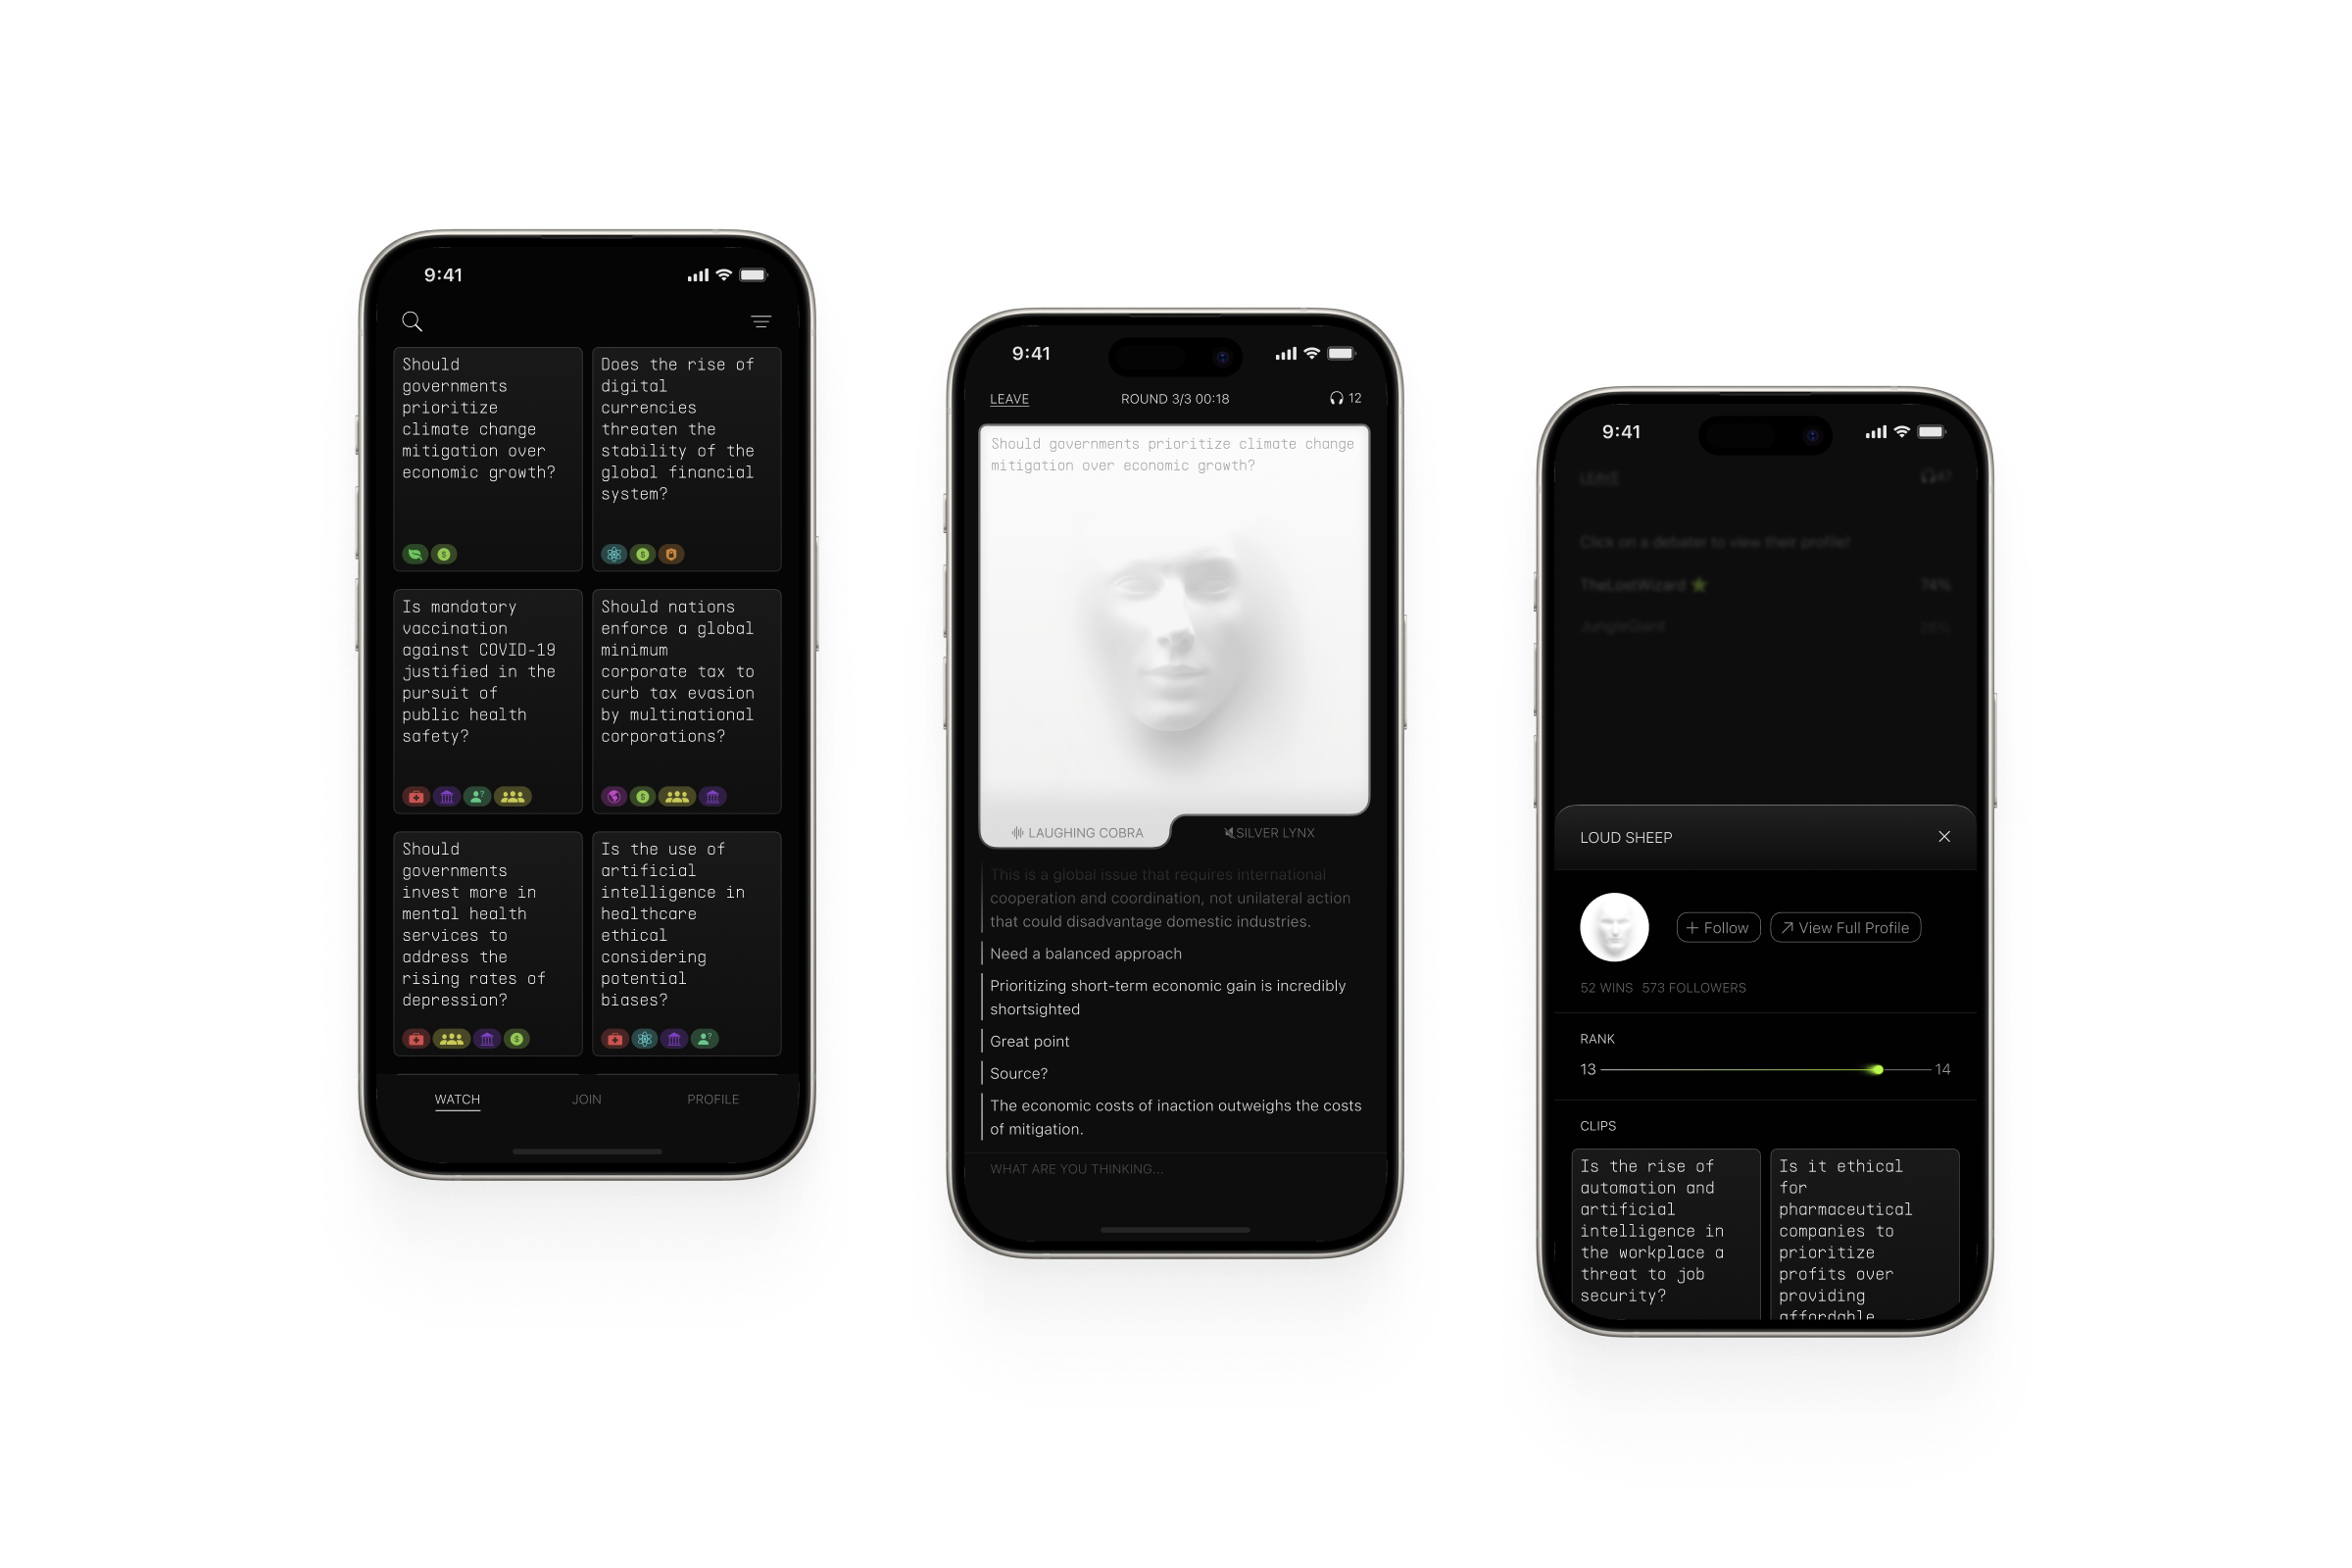 9:41
Should
governments
prioritize
climate change
mitigation over
economic growth?
Does the rise of
digital
currencies
threaten the
stability of the
global financial
system?
Is mandatory
vaccination
against COVID-19
justified in the
pursuit of
public health
safety?
Should nations
enforce a global
minimum
corporate tax to
curb tax evasion
by multinational
corporations?
Should
governments
invest more in
mental health
services to
address the
rising rates of
depression?
Is the use of
artificial
intelligence in
healthcare
ethical
considering
potential
biases?
WATCH JOIN PROFILE
9:41
LEAVE ROUND 3/3 00:18 12
Should governments prioritize climate change
mitigation over economic growth?
LAUGHING COBRA SILVER LYNX
This is a global issue that requires international
cooperation and coordination, not unilateral action
that could disadvantage domestic industries.
Need a balanced approach
Prioritizing short-term economic gain is incredibly
shortsighted
Great point
Source?
The economic costs of inaction outweighs the costs
of mitigation.
WHAT ARE YOU THINKING...
9:41
LEAVE 47
Click on a debater to view their profile!
TheLostWizard 74%
JungleGiant 26%
LOUD SHEEP
+ Follow View Full Profile
52 WINS 573 FOLLOWERS
RANK
13 14
CLIPS
Is the rise of
automation and
artificial
intelligence in
the workplace a
threat to job
security?
Is it ethical
for
pharmaceutical
companies to
prioritize
profits over
providing
affordable